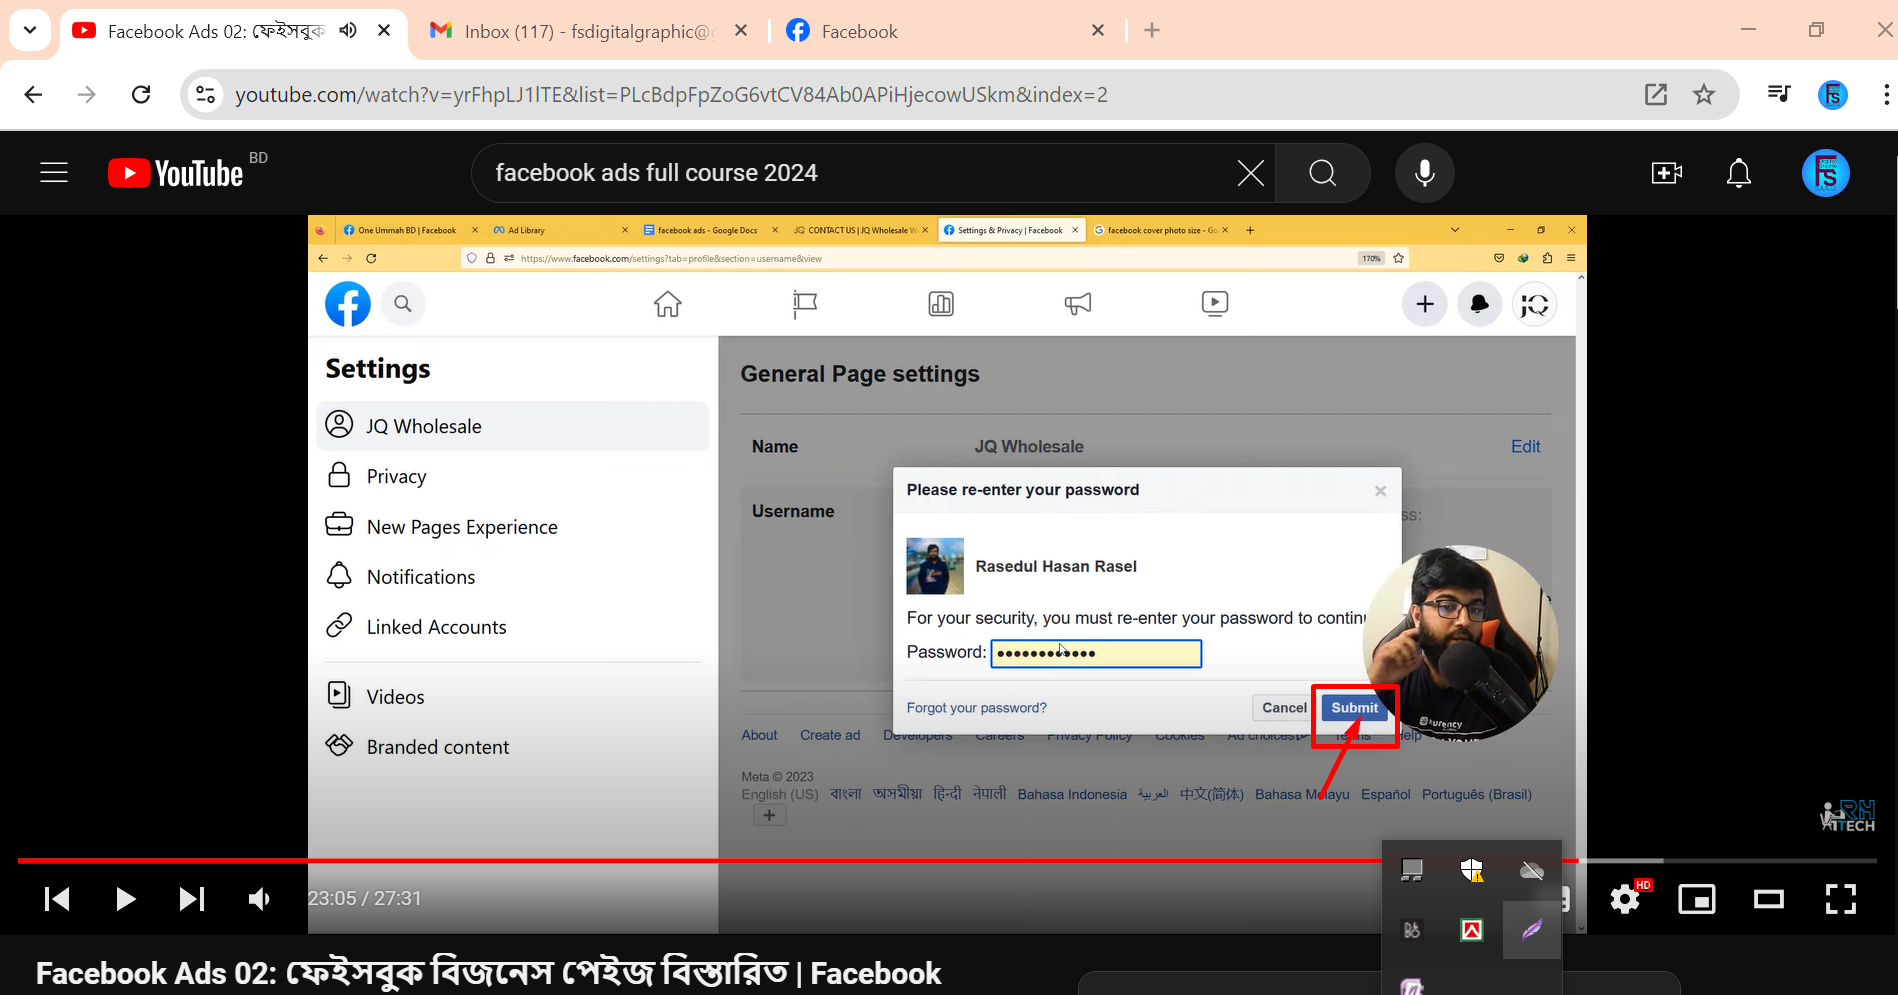 Facebook Ads 02: ফেইসবুক
Inbox (117) - fsdigitalgraphic@
Facebook
youtube.com/watch?v=yrFhpLJ1lTE&list=PLcBdpFpZoG6vtCV84Ab0APiHjecowUSkm&index=2
YouTube BD
facebook ads full course 2024
One Ummah BD | Facebook
Ad Library
facebook ads - Google Docs
CONTACT US | JQ Wholesale W
Settings & Privacy | Facebook
facebook cover photo size - Go
https://www.facebook.com/settings?tab=profile&section=username&view
170%
JQ
Settings
General Page settings
JQ Wholesale
Name JQ Wholesale Edit
Privacy
Please re-enter your password
Username
New Pages Experience
Rasedul Hasan Rasel
Notifications
For your security, you must re-enter your password to
Linked Accounts
Password: ••••••••••••
Videos
Forgot your password? Cancel Submit
About Create ad Developers Careers Privacy Policy Cookies Ad choices Terms Help
Branded content
Meta © 2023
English (US) বাংলা অসমীয়া हिन्दी नेपाली Bahasa Indonesia العربية 中文(简体) Bahasa Melayu Español Português (Brasil)
RH
TECH
23:05 / 27:31
HD
Facebook Ads 02: ফেইসবুক বিজনেস পেইজ বিস্তারিত | Facebook